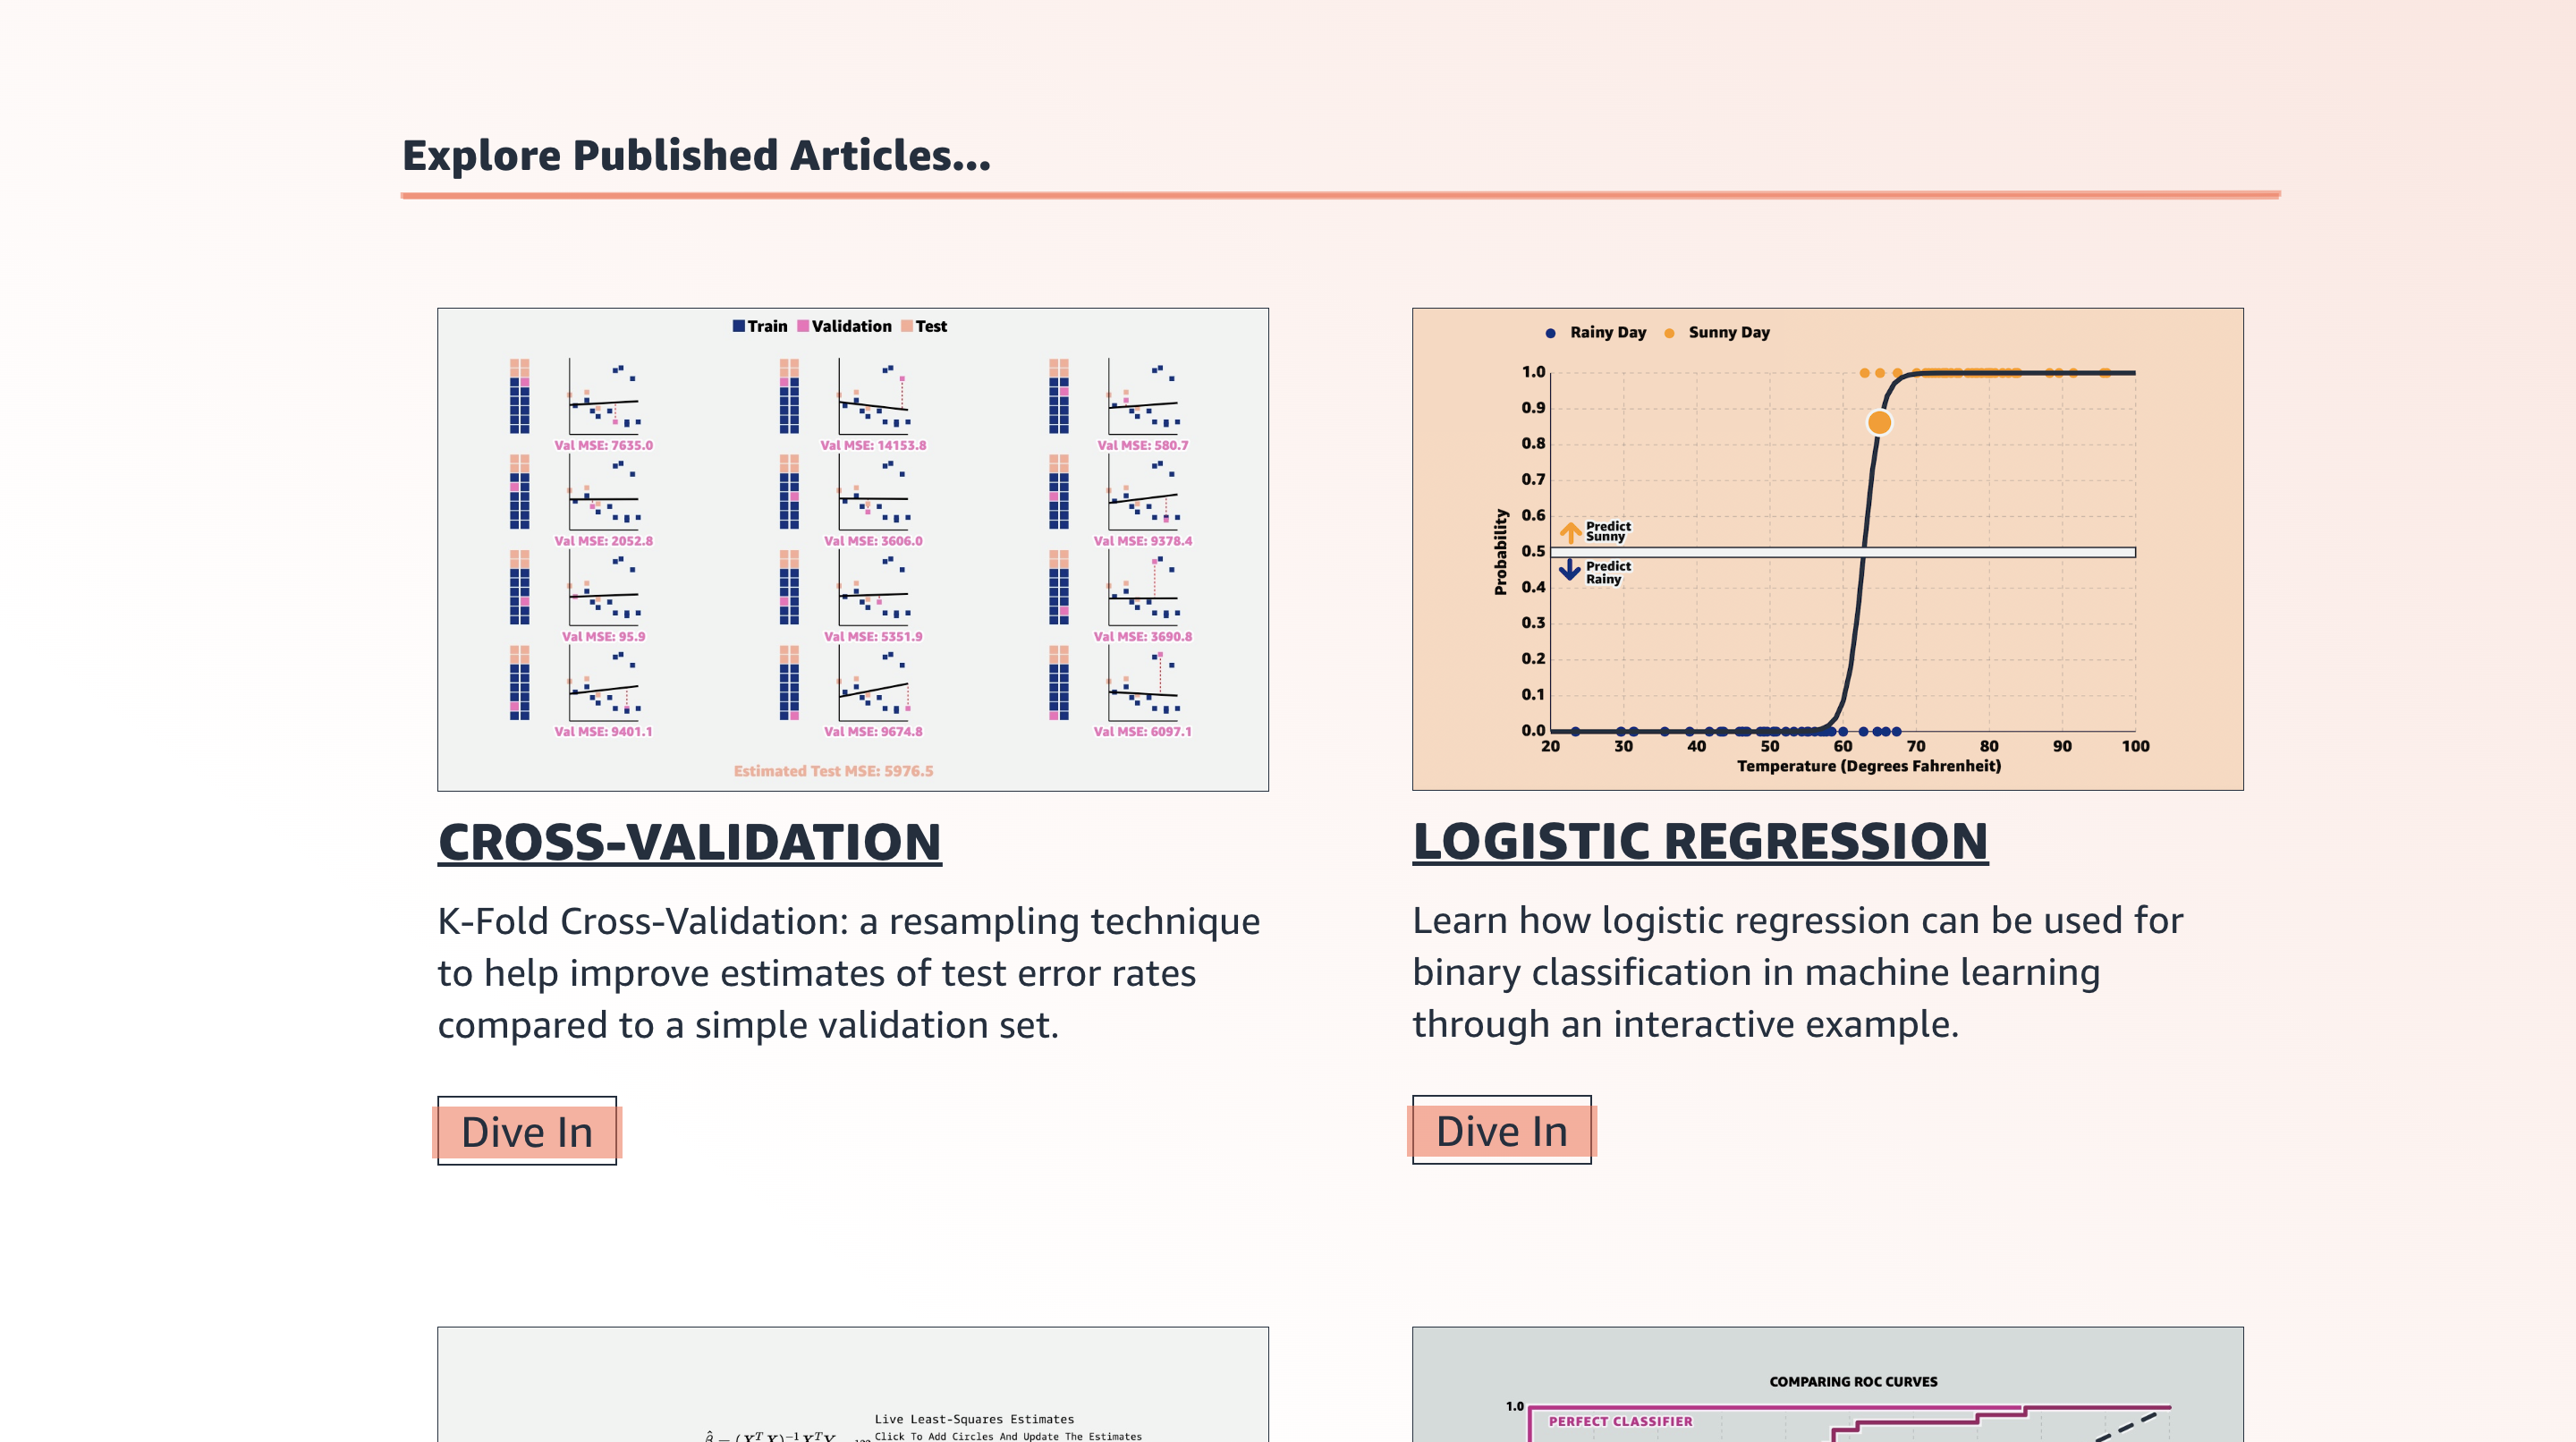 Explore Published Articles...
Train Validation Test
Val MSE: 7635.0 Val MSE: 14153.8 Val MSE: 580.7
Val MSE: 2052.8 Val MSE: 3606.0 Val MSE: 9378.4
Val MSE: 95.9 Val MSE: 5351.9 Val MSE: 3690.8
Val MSE: 9401.1 Val MSE: 9674.8 Val MSE: 6097.1
Estimated Test MSE: 5976.5
CROSS-VALIDATION
K-Fold Cross-Validation: a resampling technique
to help improve estimates of test error rates
compared to a simple validation set.
Dive In
Rainy Day Sunny Day
1.0
0.9
0.8
0.7
0.6
0.5
0.4
0.3
0.2
0.1
0.0
Probability
Predict
Sunny
Predict
Rainy
20 30 40 50 60 70 80 90 100
Temperature (Degrees Fahrenheit)
LOGISTIC REGRESSION
Learn how logistic regression can be used for
binary classification in machine learning
through an interactive example.
Dive In
Live Least-Squares Estimates
Click To Add Circles And Update The Estimates
COMPARING ROC CURVES
1.0
PERFECT CLASSIFIER